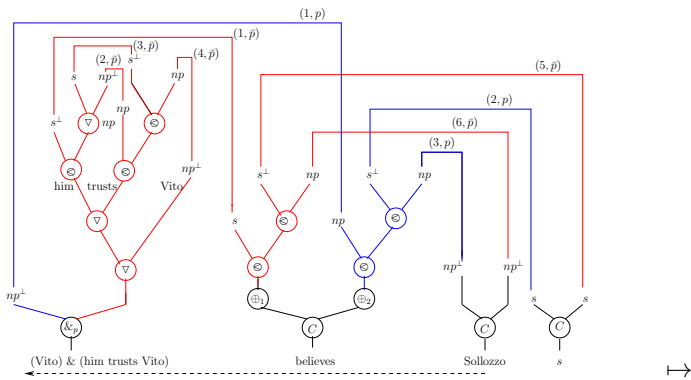 (1, p)
(1, p̄)
(3, p̄)
(2, p̄) s⊥ (4, p̄)
s np⊥ np
(5, p̄)
(2, p)
np
s⊥ ▽ np ⋲
(6, p̄)
(3, p)
⋲ ⋲ np⊥
s⊥ np s⊥ np
him trusts Vito
▽ s ⋲ np ⋲
▽ ⋲ ⋲ np⊥ np⊥
np⊥ ⊕1 ⊕2 s s
&p C C C
(Vito) & (him trusts Vito) believes Sollozzo s
↦